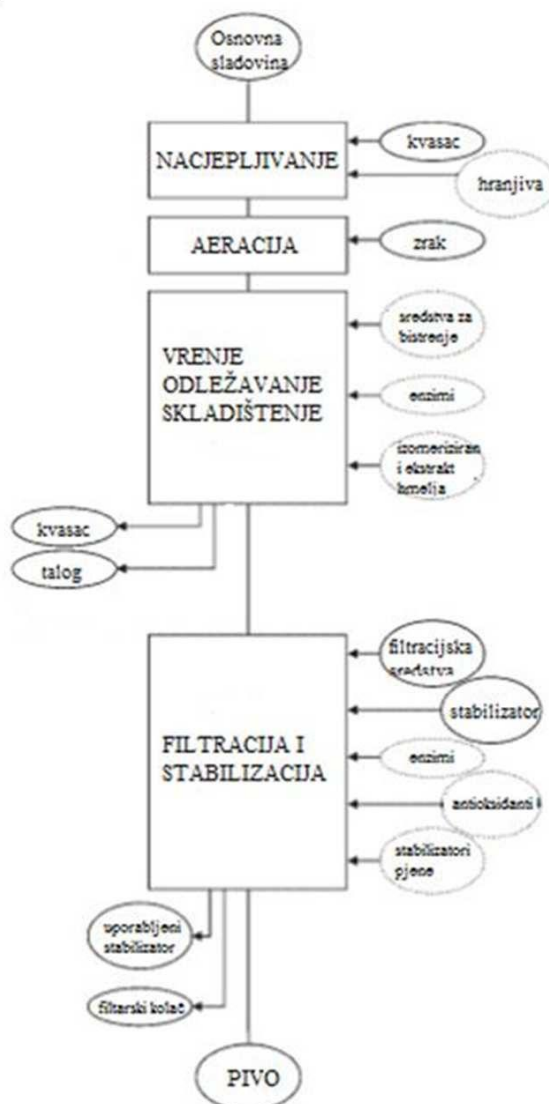 Osnovna
sladovina
NACJEPLJIVANJE
kvasac
hranjiva
AERACIJA
zrak
VRENJE
ODLEŽAVANJE
SKLADIŠTENJE
sredstva za
bistrenje
enzimi
izomeriziran
i ekstrakt
hmelja
kvasac
talog
FILTRACIJA I
STABILIZACIJA
filtracijska
sredstva
stabilizator
enzimi
antioksidanti
stabilizatori
pjene
uporabljeni
stabilizator
filtarski kolač
PIVO